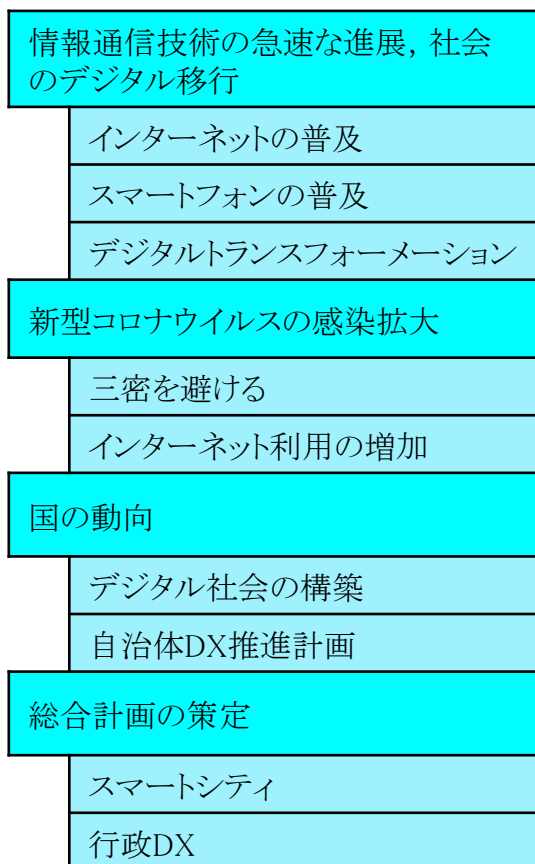 情報通信技術の急速な進展, 社会
のデジタル移行
インターネットの普及
スマートフォンの普及
デジタルトランスフォーメーション
新型コロナウイルスの感染拡大
三密を避ける
インターネット利用の増加
国の動向
デジタル社会の構築
自治体DX推進計画
総合計画の策定
スマートシティ
行政DX